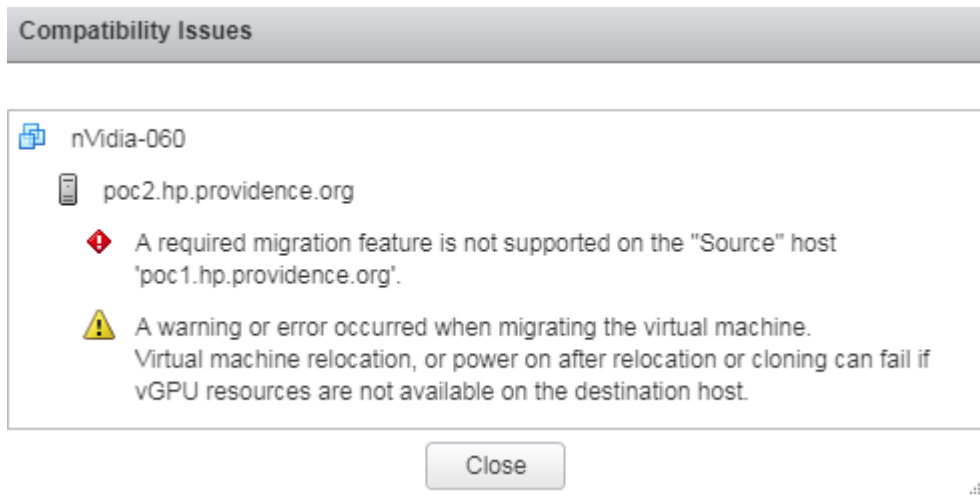 Compatibility Issues
nVidia-060
poc2.hp.providence.org
A required migration feature is not supported on the "Source" host
'poc1.hp.providence.org'.
A warning or error occurred when migrating the virtual machine.
Virtual machine relocation, or power on after relocation or cloning can fail if
vGPU resources are not available on the destination host.
Close